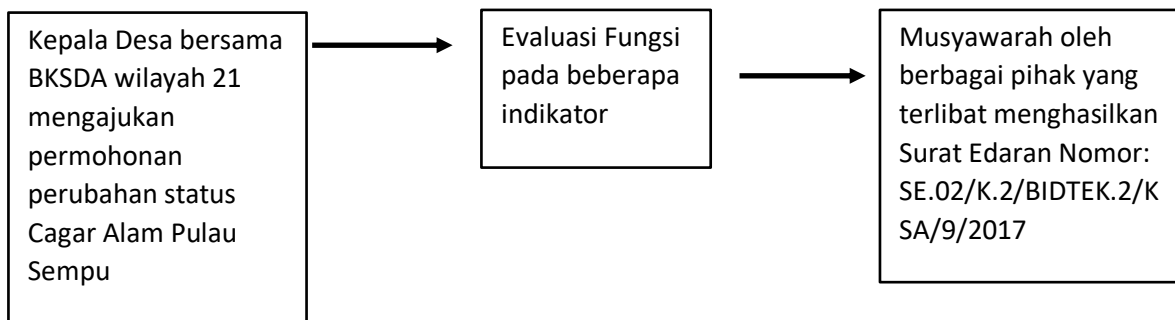 Kepala Desa bersama
BKSDA wilayah 21
mengajukan
permohonan
perubahan status
Cagar Alam Pulau
Sempu
Evaluasi Fungsi
pada beberapa
indikator
Musyawarah oleh
berbagai pihak yang
terlibat menghasilkan
Surat Edaran Nomor:
SE.02/K.2/BIDTEK.2/K
SA/9/2017